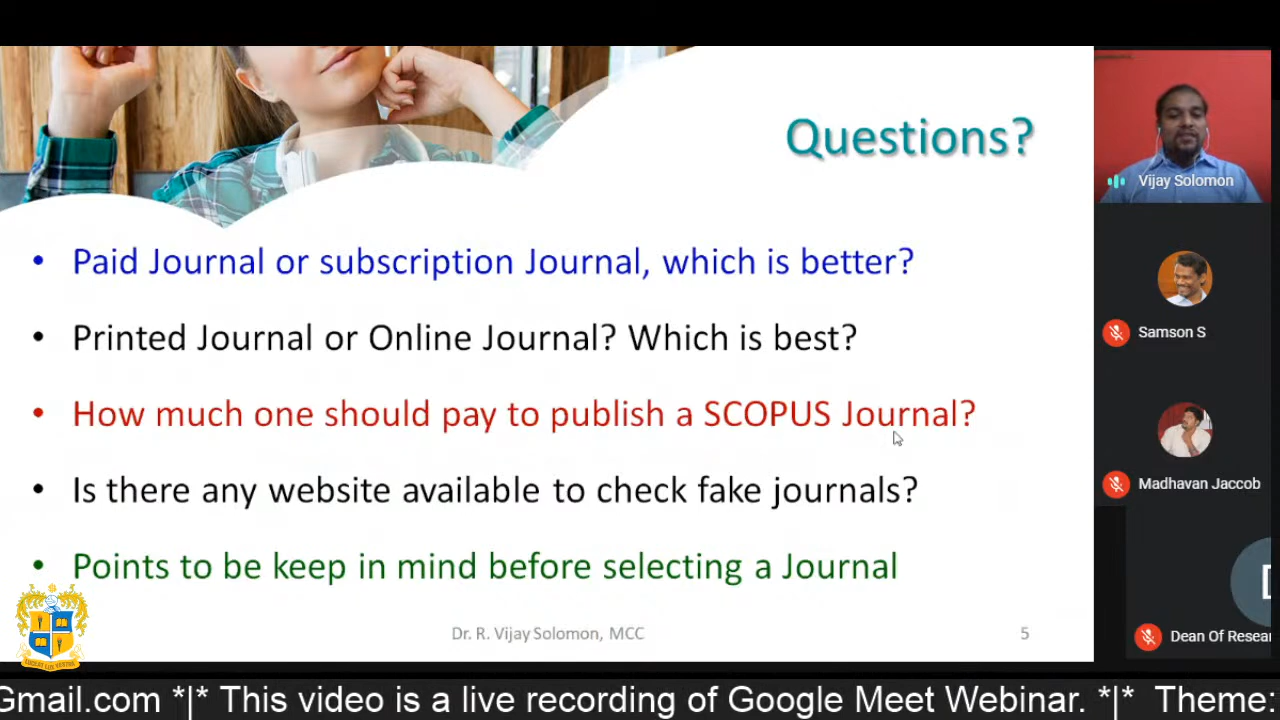 Questions?
• Paid Journal or subscription Journal, which is better?
• Printed Journal or Online Journal? Which is best?
• How much one should pay to publish a SCOPUS Journal?
• Is there any website available to check fake journals?
• Points to be keep in mind before selecting a Journal
Dr. R. Vijay Solomon, MCC
5
Vijay Solomon
Samson S
Madhavan Jaccob
Dean Of Resea
Gmail.com *|* This video is a live recording of Google Meet Webinar. *|* Theme: